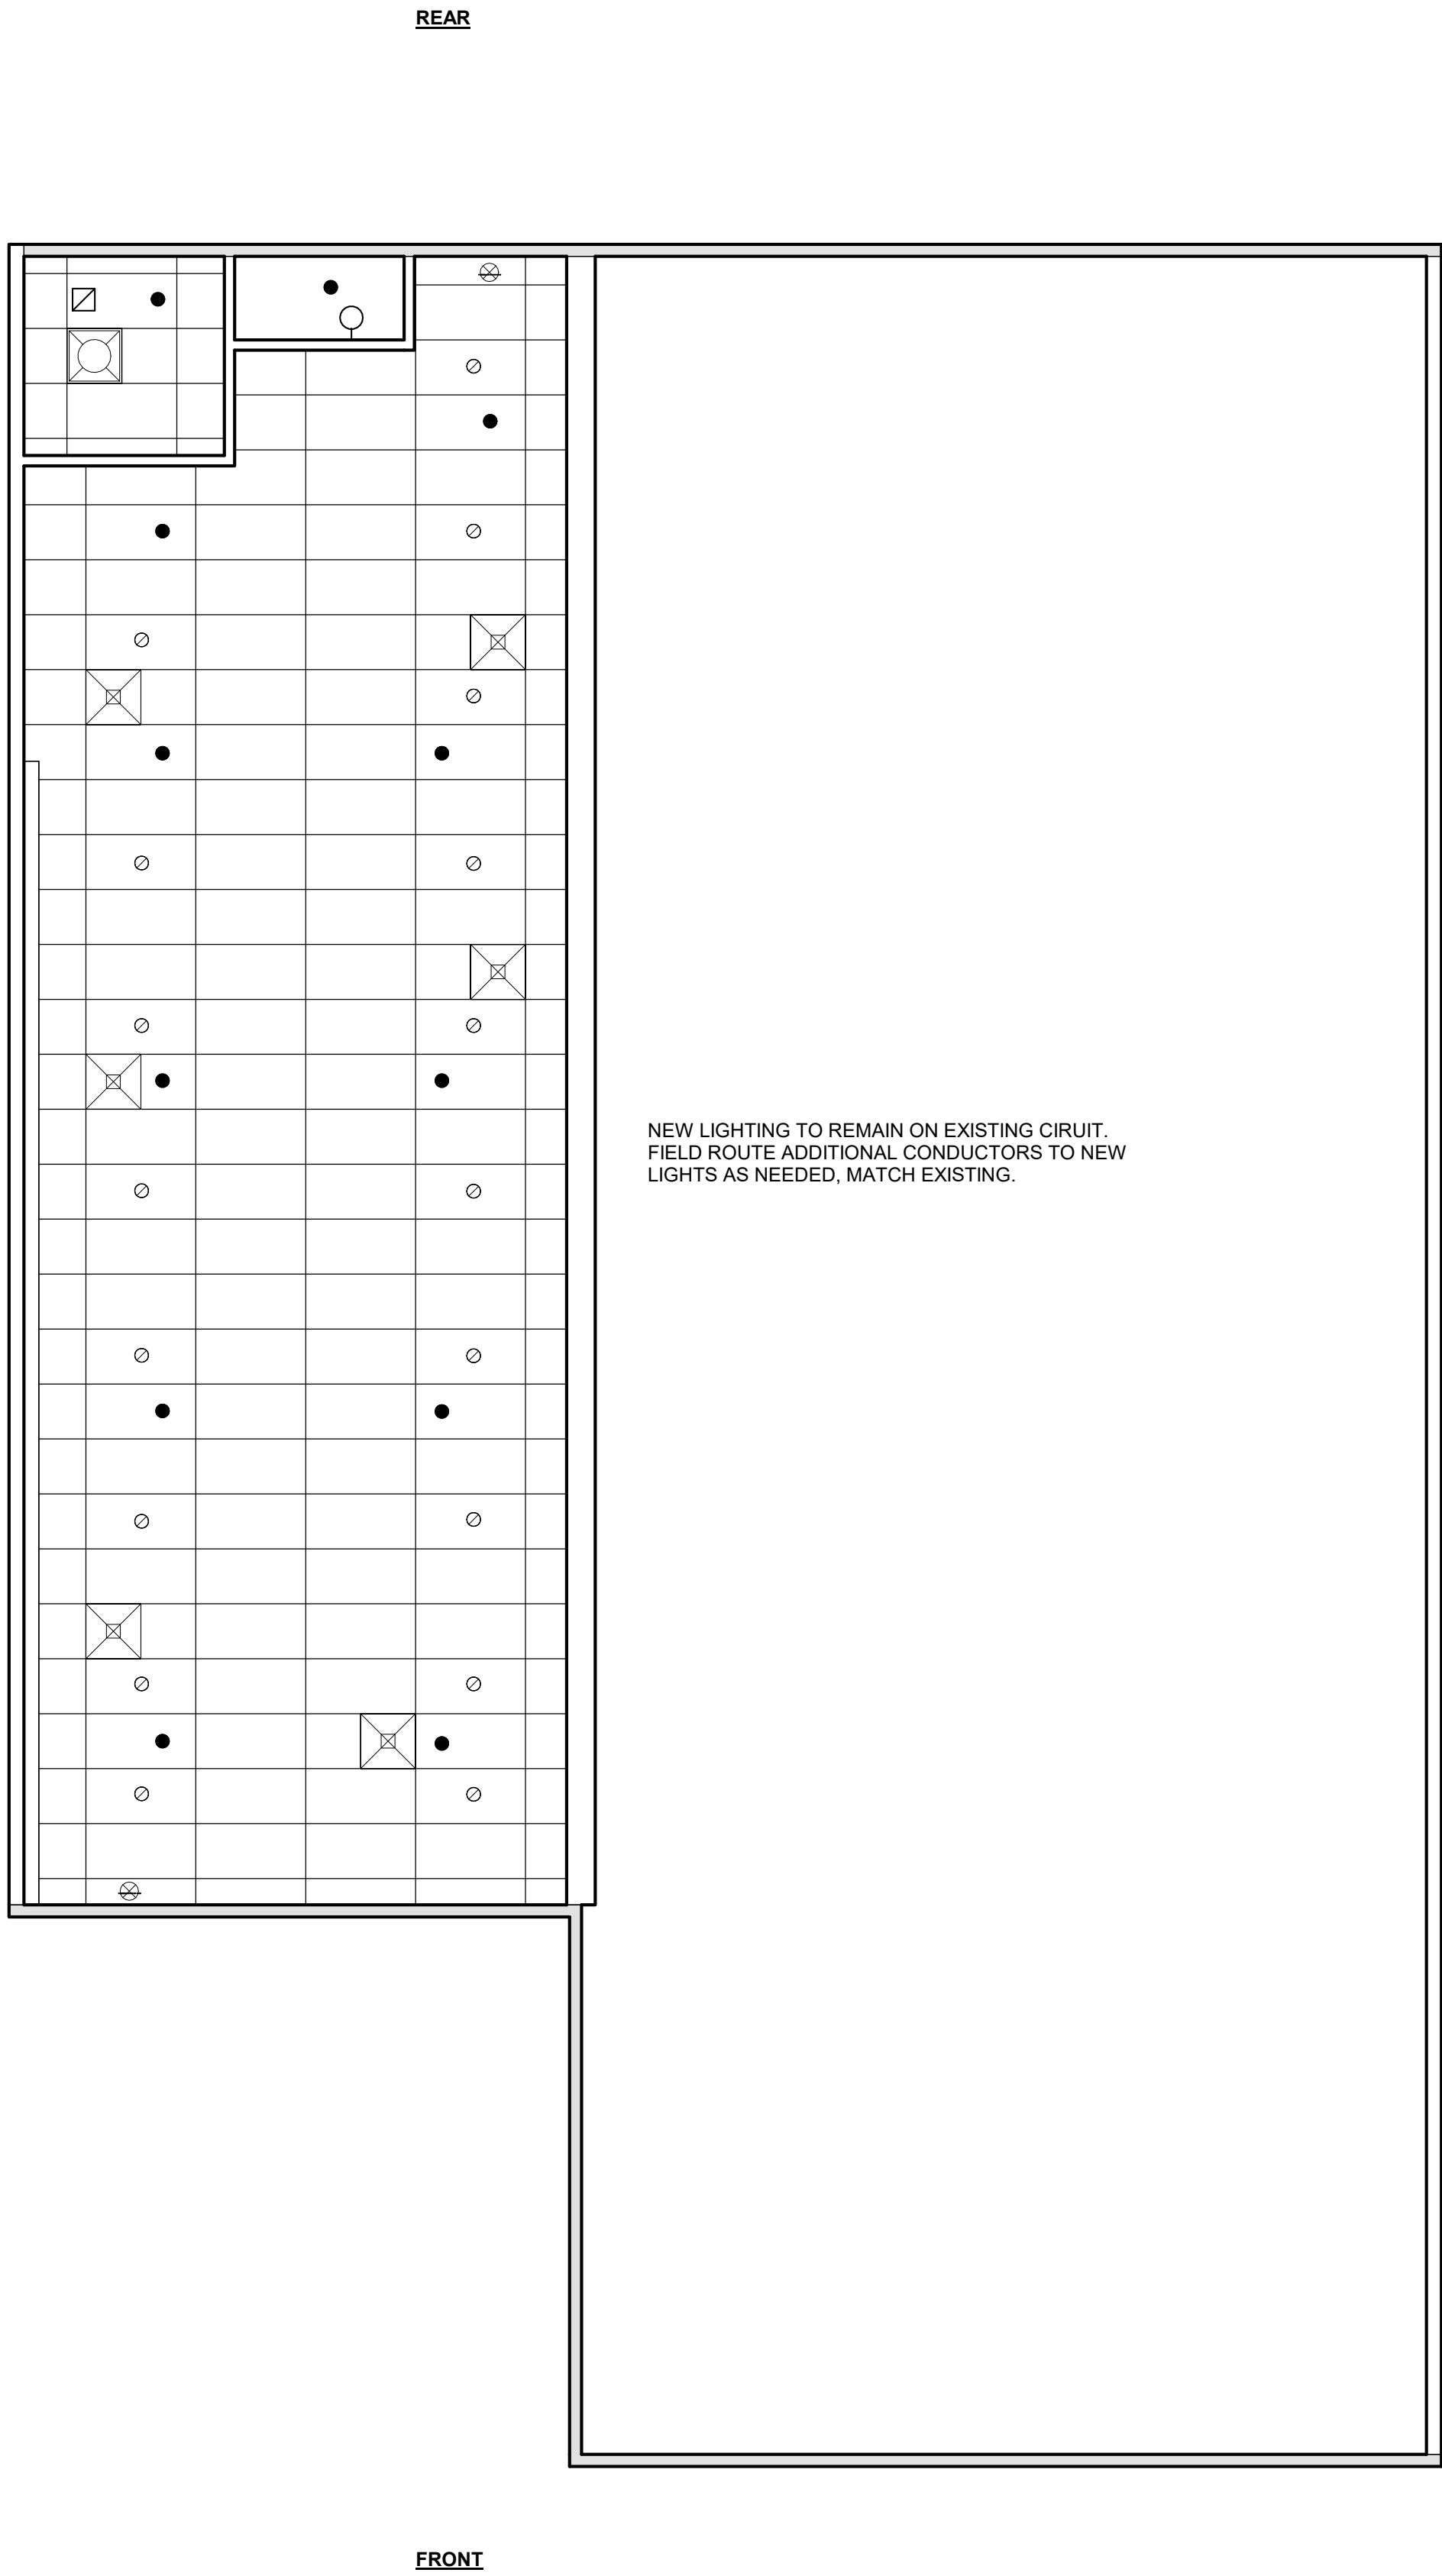 REAR
NEW LIGHTING TO REMAIN ON EXISTING CIRUIT.
FIELD ROUTE ADDITIONAL CONDUCTORS TO NEW
LIGHTS AS NEEDED, MATCH EXISTING.
FRONT